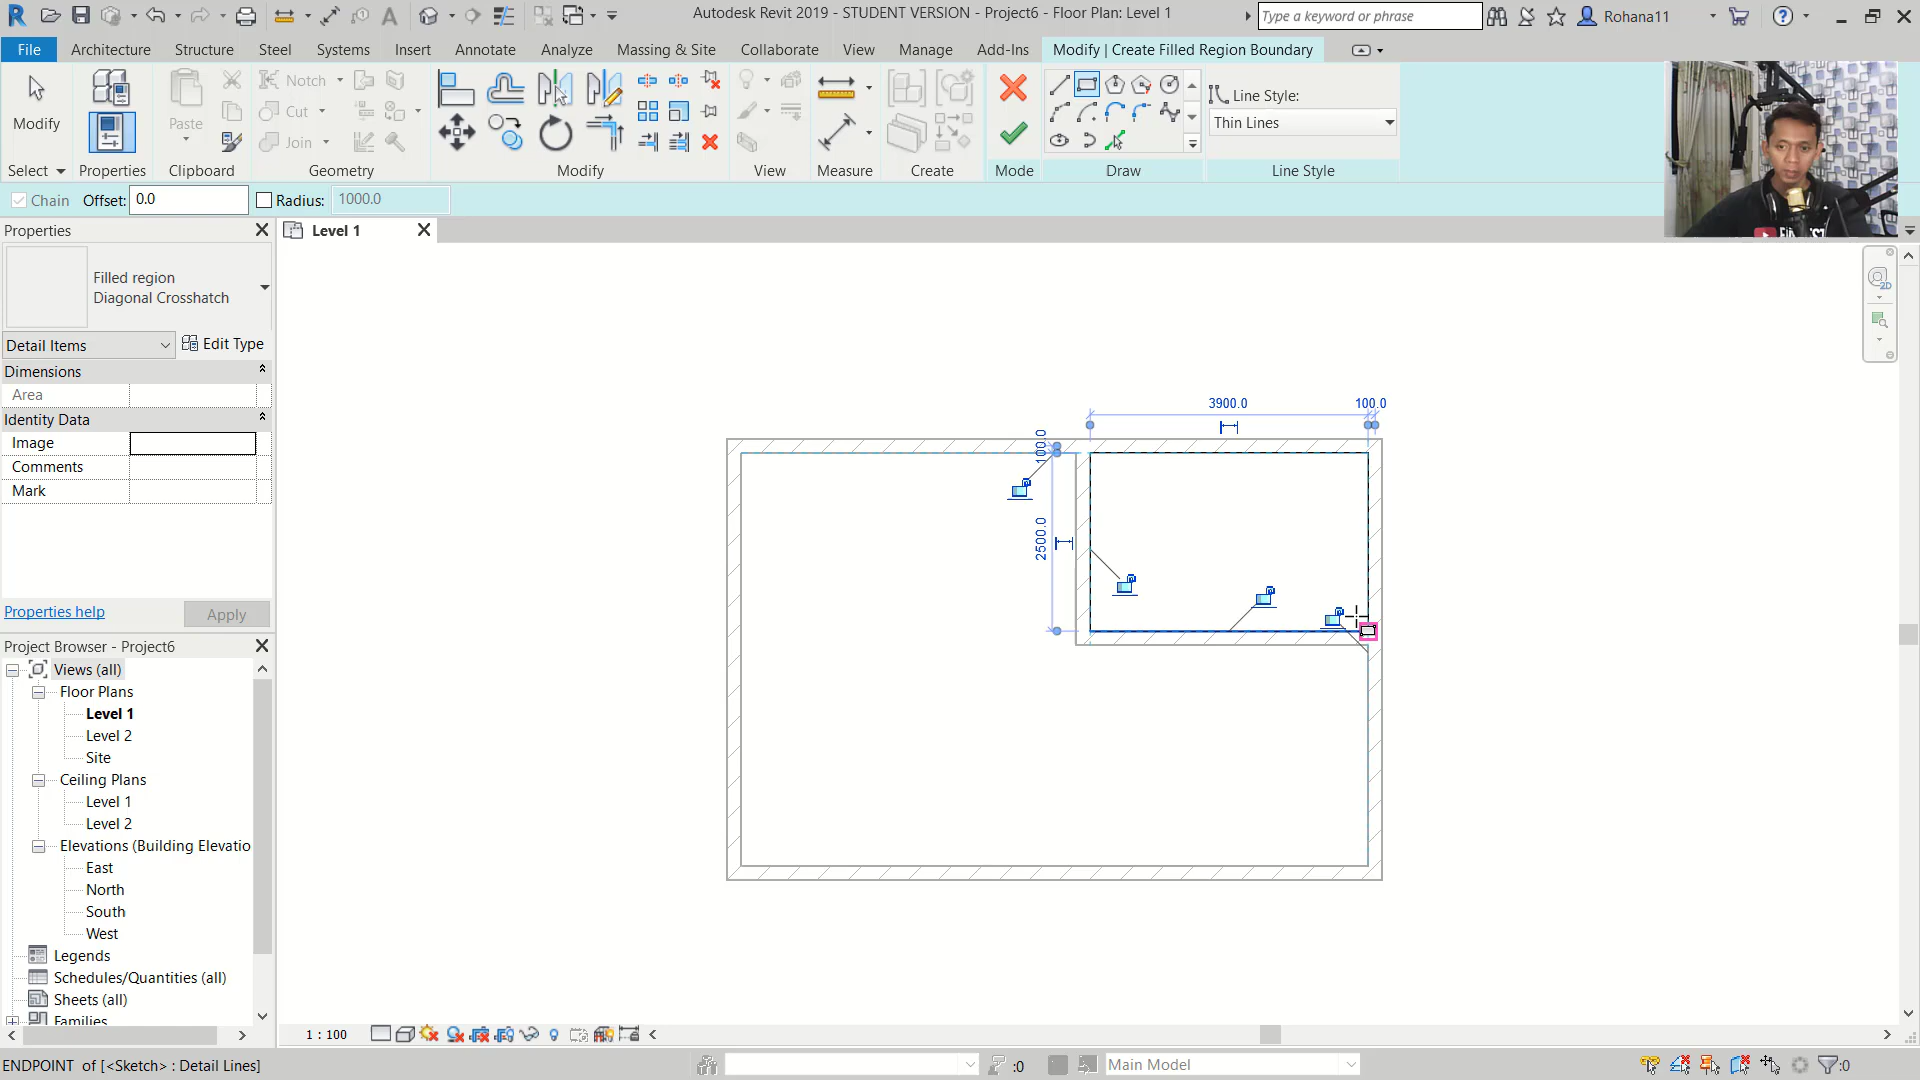 Autodesk Revit 2019 - STUDENT VERSION - Project6 - Floor Plan: Level 1
Type a keyword or phrase
Rohana11
File
Architecture
Structure
Steel
Systems
Insert
Annotate
Analyze
Massing & Site
Collaborate
View
Manage
Add-Ins
Modify | Create Filled Region Boundary
Modify
Paste
Notch
Cut
Join
Line Style:
Thin Lines
Select
Properties
Clipboard
Geometry
Modify
View
Measure
Create
Mode
Draw
Line Style
Chain
Offset:
0.0
Radius:
1000.0
Properties
Level 1
Filled region
Diagonal Crosshatch
Detail Items
Edit Type
Dimensions
Area
Identity Data
Image
Comments
Mark
Properties help
Apply
Project Browser - Project6
Views (all)
Floor Plans
Level 1
Level 2
Site
Ceiling Plans
Level 1
Level 2
Elevations (Building Elevatio
East
North
South
West
Legends
Schedules/Quantities (all)
Sheets (all)
Families
3900.0
100.0
100.0
2500.0
2D
1 : 100
ENDPOINT of [<Sketch> : Detail Lines]
:0
Main Model
:0